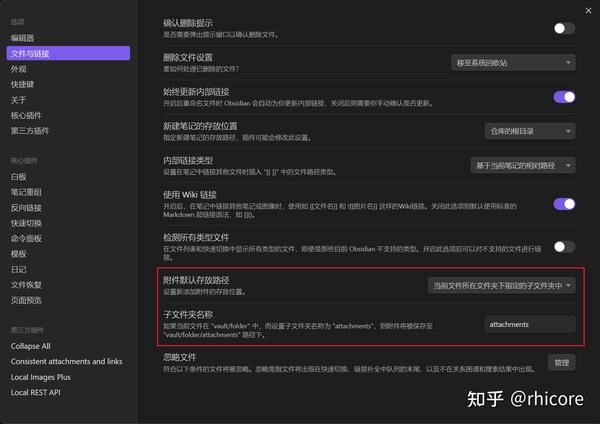 选项
编辑器
文件与链接
外观
快捷键
关于
核心插件
第三方插件
核心插件
白板
笔记重组
反向链接
快速切换
命令面板
模板
日记
文件恢复
页面预览
第三方插件
Collapse All
Consistent attachments and links
Local Images Plus
Local REST API
确认删除提示
是否需要弹出提示窗口以确认删除文件。
删除文件设置
要如何处理已删除的文件?
移至系统回收站
始终更新内部链接
开启后重命名文件时 Obsidian 会自动为你更新内部链接，关闭后则需要你手动确认是否更新。
新建笔记的存放位置
指定新建笔记的存放路径，插件可能会修改此设置。
仓库的根目录
内部链接类型
设置在笔记中链接其他文件时插入 "[[ ]]" 中的文件路径类型。
基于当前笔记的相对路径
使用 Wiki 链接
开启后，在笔记中链接其他笔记或图像时，使用如 [[文件名]] 和 ![[图片名]] 这样的Wiki链接。关闭此选项则默认使用标准的
Markdown 超链接语法，如 []()。
检测所有类型文件
在文件列表和快速切换中显示所有类型的文件，即便是那些目前 Obsidian 不支持的类型。开启此选项后可以对不支持的文件进行链
接。
附件默认存放路径
设置新添加附件的存放位置。
当前文件所在文件夹下指定的子文件夹中
子文件夹名称
如果当前文件在 "vault/folder" 中，而设置子文件夹名称为 "attachments"，则附件将被保存至
"vault/folder/attachments" 路径下。
attachments
忽略文件
符合以下条件的文件将被忽略。忽略是指文件将出现在快速切换、链接补全中队列的末尾，以及不在关系图谱和搜索结果中出现。
管理
知乎 @rhicore